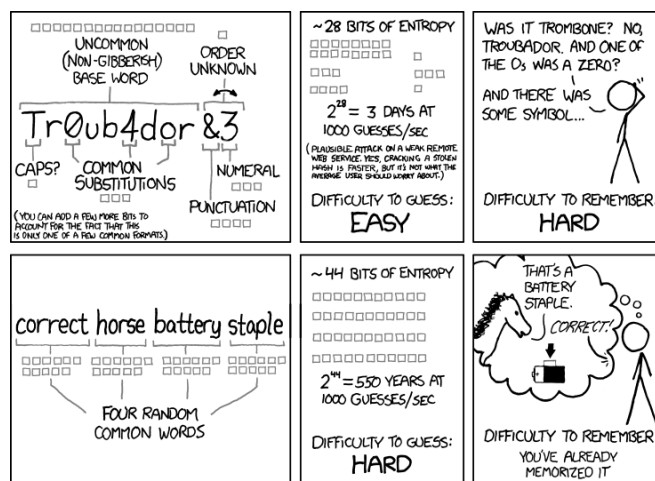 UNCOMMON
(NON-GIBBERISH)
BASE WORD
ORDER
UNKNOWN
Tr0ub4dor &3
CAPS?
COMMON
SUBSTITUTIONS
NUMERAL
PUNCTUATION
(YOU CAN ADD A FEW MORE BITS TO
ACCOUNT FOR THE FACT THAT THIS
IS ONLY ONE OF A FEW COMMON FORMATS.)
~28 BITS OF ENTROPY
2²⁸ = 3 DAYS AT
1000 GUESSES/SEC
(PLAUSIBLE ATTACK ON A WEAK REMOTE
WEB SERVICE. YES, CRACKING A STOLEN
HASH IS FASTER, BUT IT'S NOT WHAT THE
AVERAGE USER SHOULD WORRY ABOUT.)
DIFFICULTY TO GUESS:
EASY
WAS IT TROMBONE? NO,
TROUBADOR. AND ONE OF
THE Os WAS A ZERO?
AND THERE WAS
SOME SYMBOL...
DIFFICULTY TO REMEMBER:
HARD
correct horse battery staple
FOUR RANDOM
COMMON WORDS
~44 BITS OF ENTROPY
2⁴⁴ = 550 YEARS AT
1000 GUESSES/SEC
DIFFICULTY TO GUESS:
HARD
THAT'S A
BATTERY
STAPLE.
CORRECT!
DIFFICULTY TO REMEMBER:
YOU'VE ALREADY
MEMORIZED IT